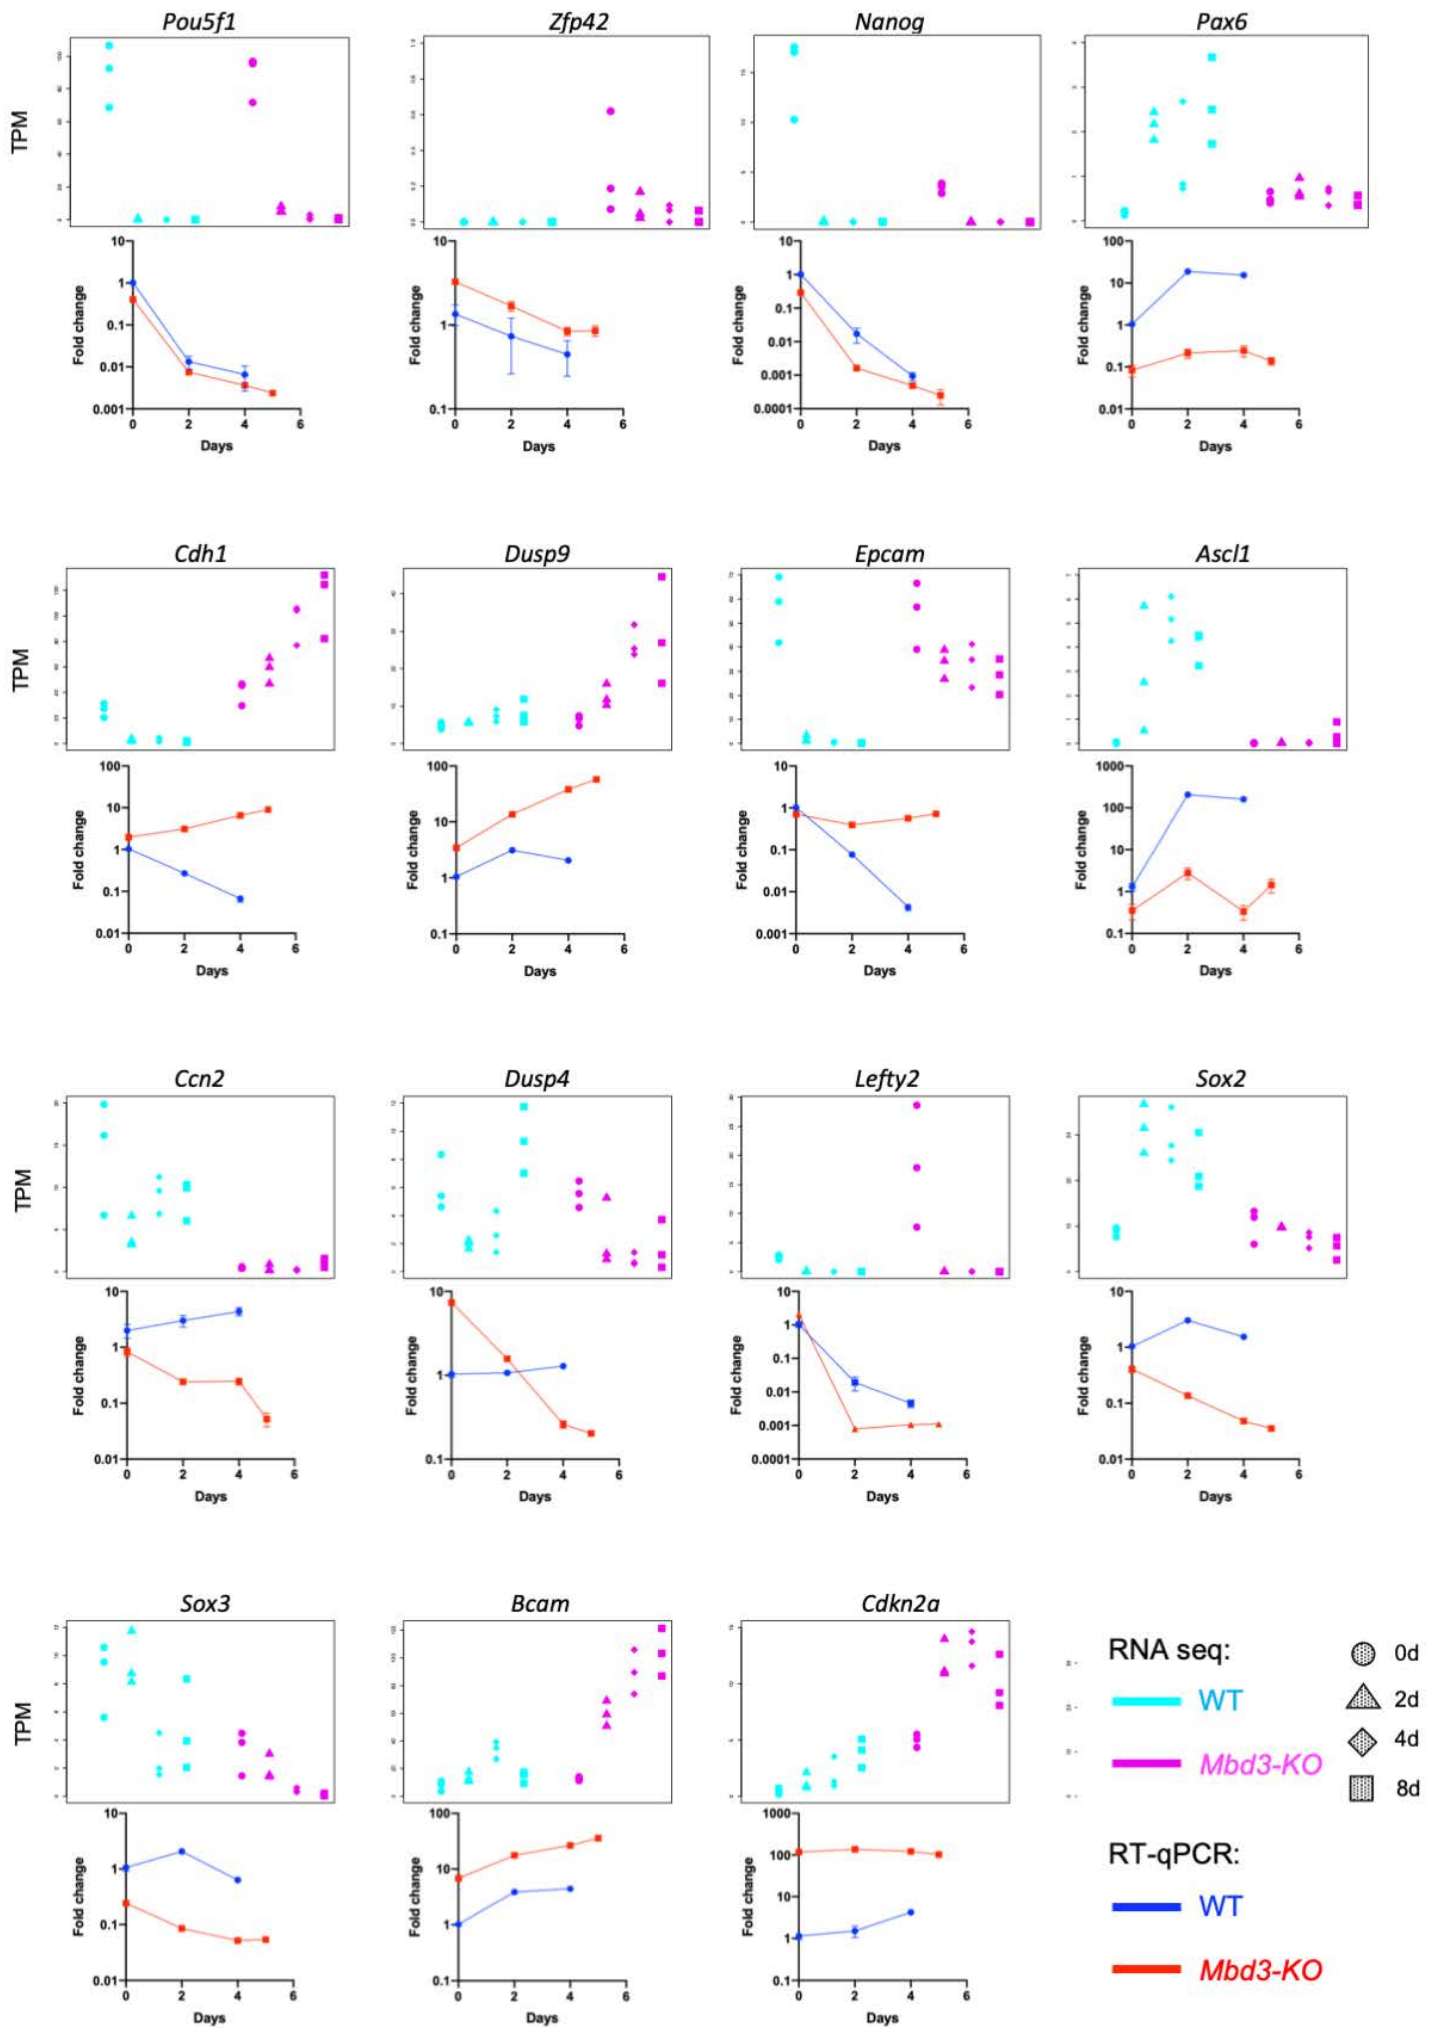 Pou5f1 Zfp42 Nanog Pax6
TPM
Fold change 10 1 0.1 0.01 0.001 0 2 4 6 Days
Fold change 10 1 0.1 0 2 4 6 Days
Fold change 10 1 0.1 0.01 0.001 0.0001 0 2 4 6 Days
Fold change 100 10 1 0.1 0.01 0 2 4 6 Days
Cdh1 Dusp9 Epcam Ascl1
TPM
Fold change 100 10 1 0.1 0.01 0 2 4 6 Days
Fold change 100 10 1 0.1 0 2 4 6 Days
Fold change 10 1 0.1 0.01 0.001 0 2 4 6 Days
Fold change 1000 100 10 1 0.1 0 2 4 6 Days
Ccn2 Dusp4 Lefty2 Sox2
TPM
Fold change 10 1 0.1 0.01 0 2 4 6 Days
Fold change 10 1 0.1 0 2 4 6 Days
Fold change 10 1 0.1 0.01 0.001 0.0001 0 2 4 6 Days
Fold change 10 1 0.1 0.01 0 2 4 6 Days
Sox3 Bcam Cdkn2a
TPM
Fold change 10 1 0.1 0.01 0 2 4 6 Days
Fold change 100 10 1 0.1 0 2 4 6 Days
Fold change 1000 100 10 1 0.1 0 2 4 6 Days
RNA seq:
WT
Mbd3-KO
0d
2d
4d
8d
RT-qPCR:
WT
Mbd3-KO